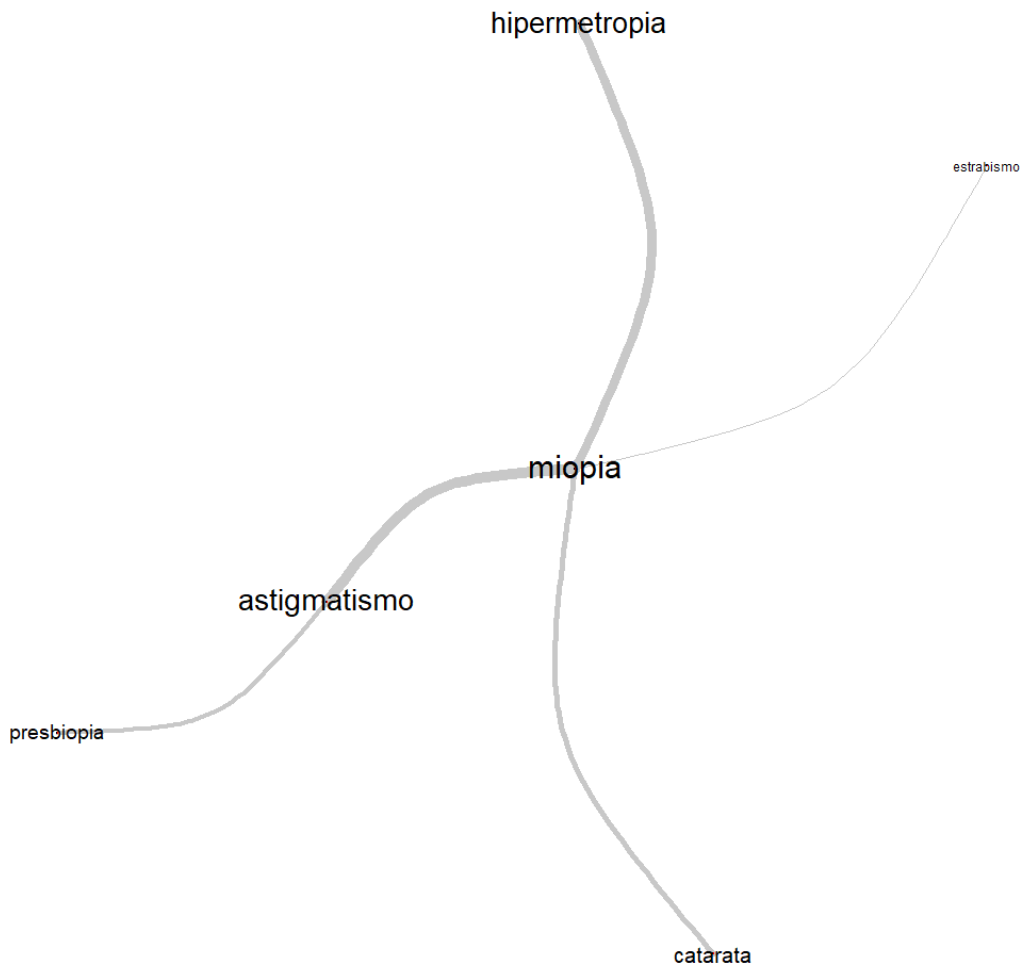 hipermetropia
estrabismo
miopia
astigmatismo
presbiopia
catarata